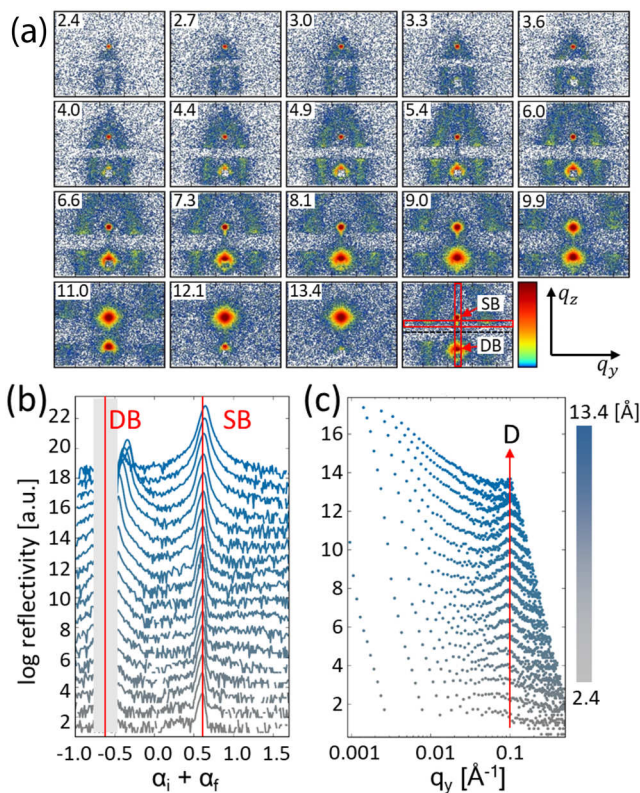 (a)
2.4 2.7 3.0 3.3 3.6
4.0 4.4 4.9 5.4 6.0
6.6 7.3 8.1 9.0 9.9
11.0 12.1 13.4
SB
DB
q_z
q_y
(b)
DB SB
log reflectivity [a.u.]
22
20
18
16
14
12
10
8
6
4
2
-1.0 -0.5 0.0 0.5 1.0 1.5
α_i + α_f
(c)
D
16
14
12
10
8
6
4
2
0.001 0.01 0.1
q_y [Å⁻¹]
13.4 [Å]
2.4